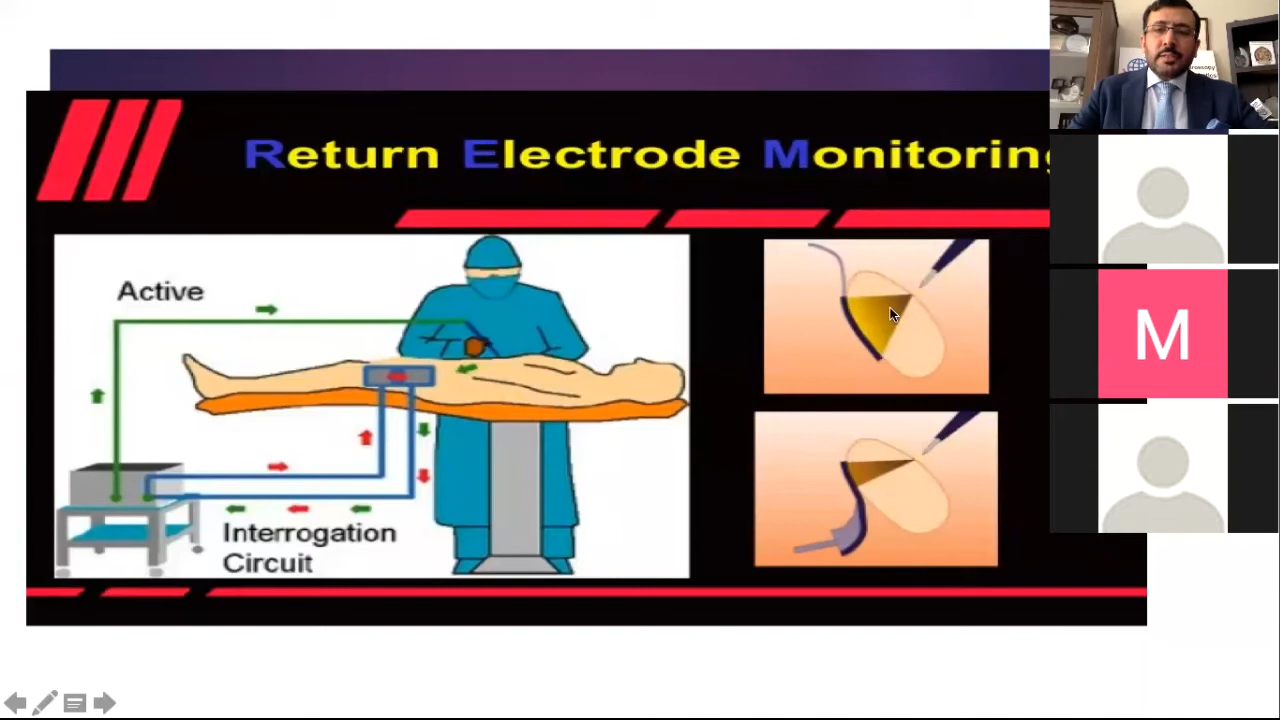 Return Electrode Monitoring
Active
Interrogation
Circuit
M